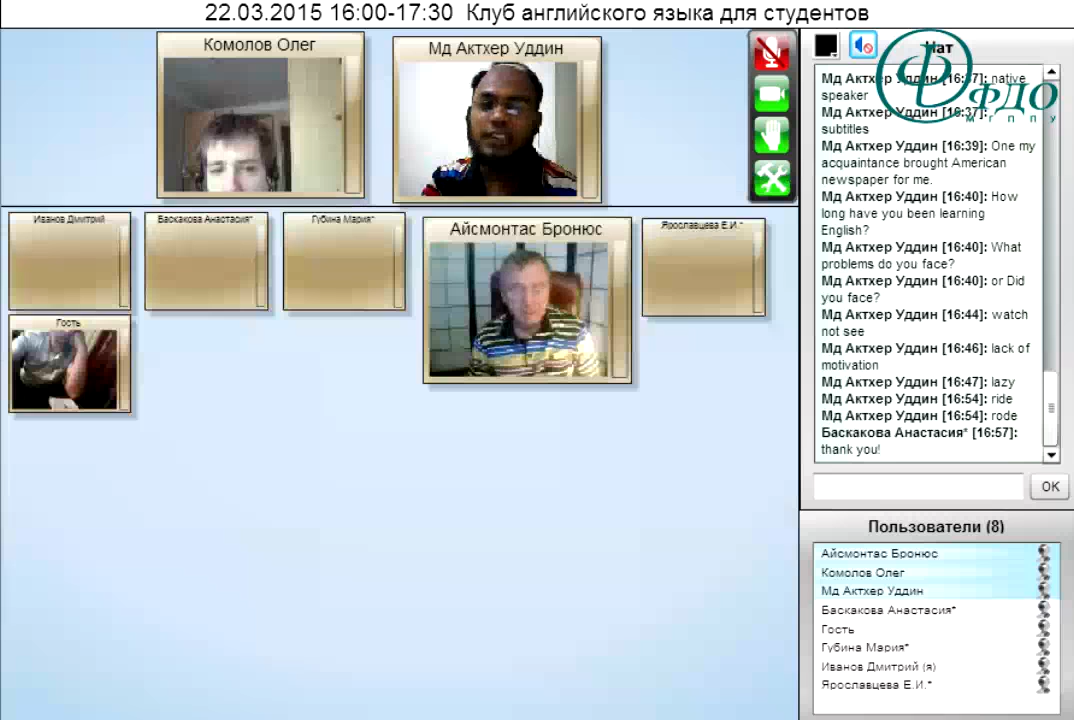 22.03.2015 16:00-17:30 Клуб английского языка для студентов
Комолов Олег
Мд Актхер Уддин
Иванов Дмитрий
Баскакова Анастасия*
Губина Мария*
Айсмонтас Бронюс
Ярославцева Е.И.*
Гость
Чат
ФДО
МГППУ
Мд Актхер Уддин [16:37]: native
speaker
Мд Актхер Уддин [16:37]:
subtitles
Мд Актхер Уддин [16:39]: One my
acquaintance brought American
newspaper for me.
Мд Актхер Уддин [16:40]: How
long have you been learning
English?
Мд Актхер Уддин [16:40]: What
problems do you face?
Мд Актхер Уддин [16:40]: or Did
you face?
Мд Актхер Уддин [16:44]: watch
not see
Мд Актхер Уддин [16:46]: lack of
motivation
Мд Актхер Уддин [16:47]: lazy
Мд Актхер Уддин [16:54]: ride
Мд Актхер Уддин [16:54]: rode
Баскакова Анастасия* [16:57]:
thank you!
OK
Пользователи (8)
Айсмонтас Бронюс
Комолов Олег
Мд Актхер Уддин
Баскакова Анастасия*
Гость
Губина Мария*
Иванов Дмитрий (я)
Ярославцева Е.И.*